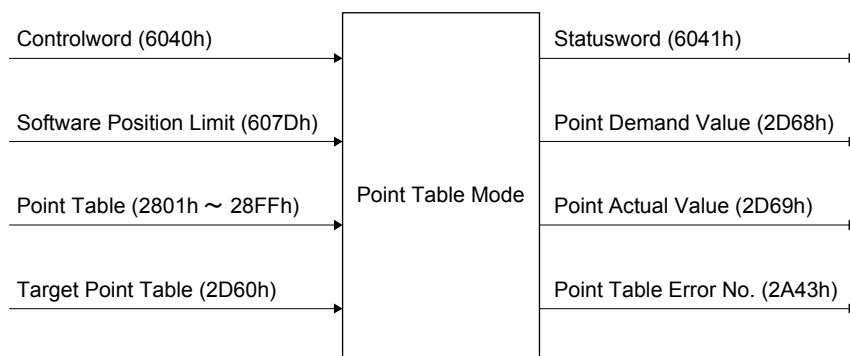 Controlword (6040h)
Statusword (6041h)
Software Position Limit (607Dh)
Point Demand Value (2D68h)
Point Table (2801h ～ 28FFh)
Point Table Mode
Point Actual Value (2D69h)
Target Point Table (2D60h)
Point Table Error No. (2A43h)